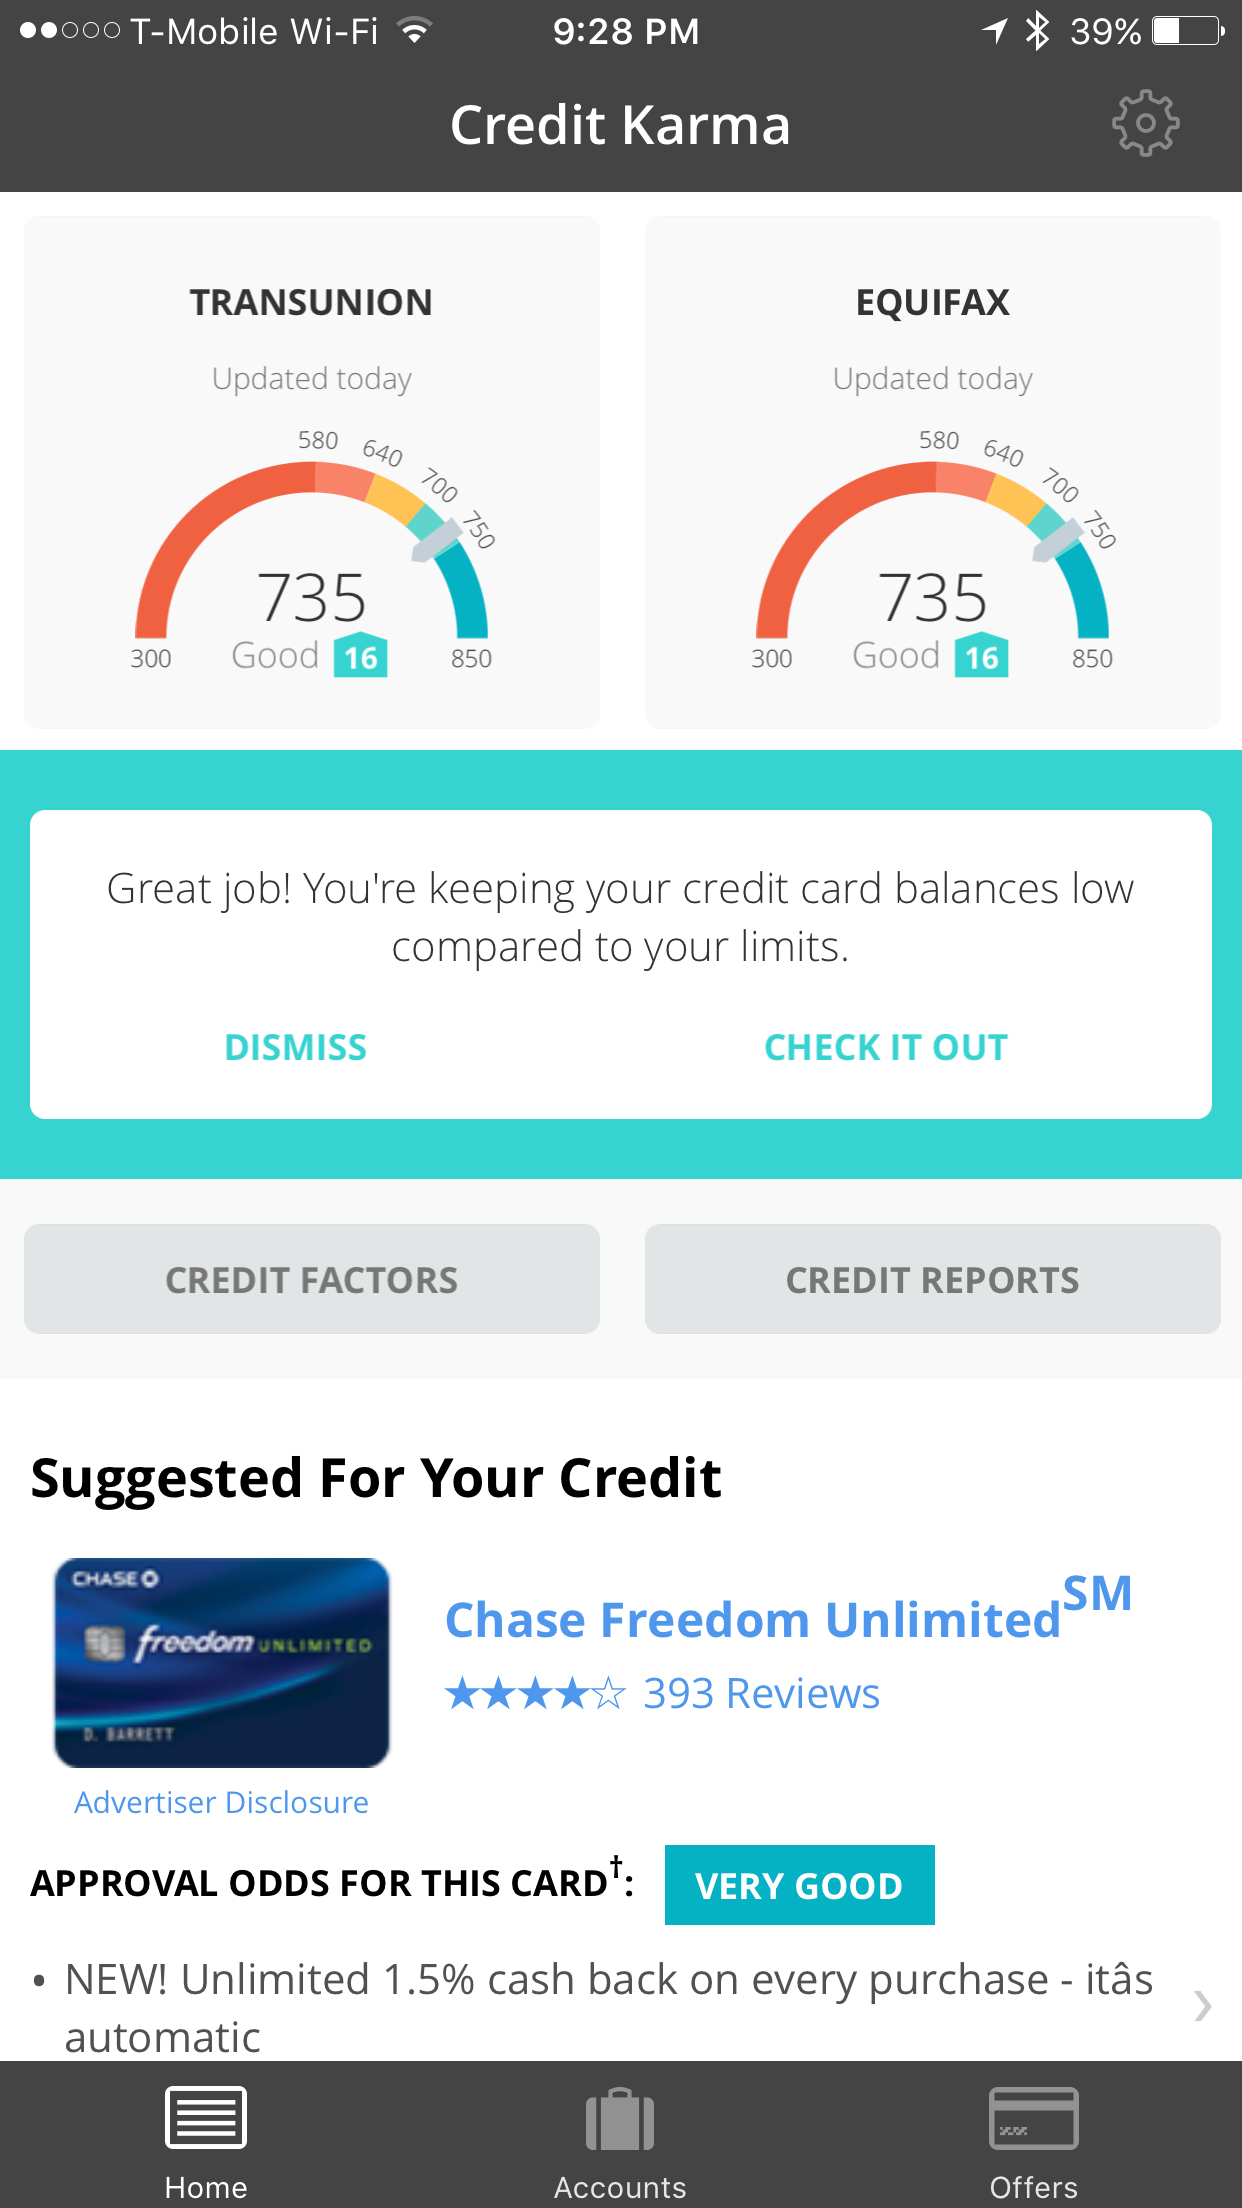 T-Mobile Wi-Fi 9:28 PM 39%
Credit Karma
TRANSUNION
Updated today
580 640 700 750
735
300 Good 16 850
EQUIFAX
Updated today
580 640 700 750
735
300 Good 16 850
Great job! You're keeping your credit card balances low
compared to your limits.
DISMISS CHECK IT OUT
CREDIT FACTORS CREDIT REPORTS
Suggested For Your Credit
CHASE
freedom UNLIMITED
D. BARRETT
Advertiser Disclosure
Chase Freedom Unlimited SM
★★★★☆ 393 Reviews
APPROVAL ODDS FOR THIS CARD†: VERY GOOD
• NEW! Unlimited 1.5% cash back on every purchase - itâs
automatic
Home Accounts Offers